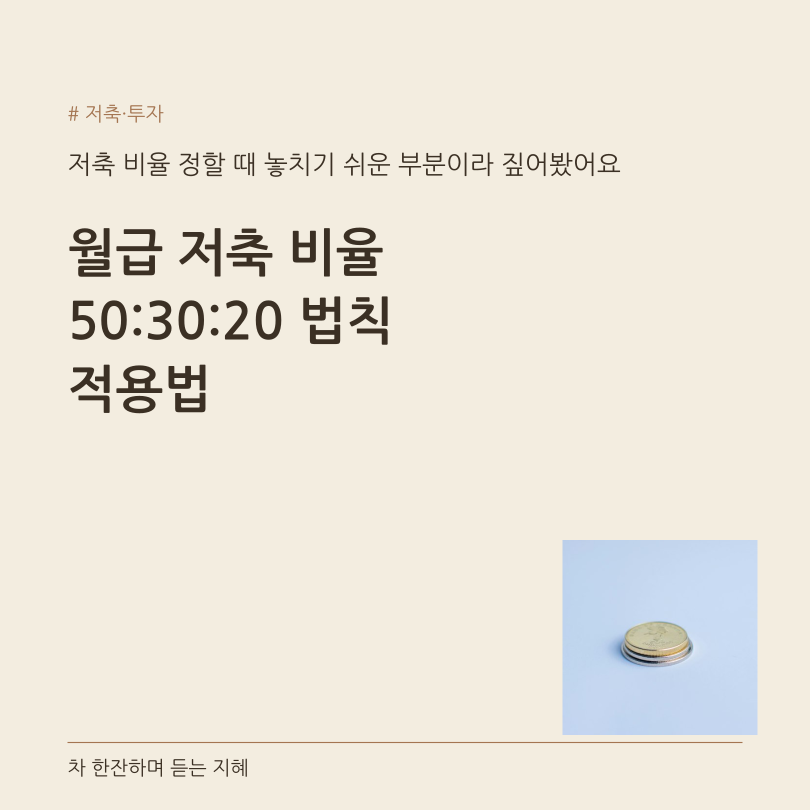 # 저축·투자
저축 비율 정할 때 놓치기 쉬운 부분이라 짚어봤어요
월급 저축 비율
50:30:20 법칙
적용법
차 한잔하며 듣는 지혜